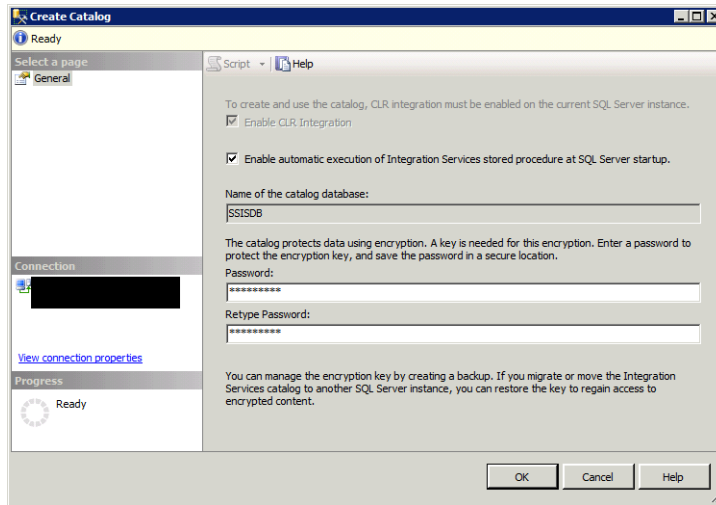 Create Catalog
Ready
Select a page
General
Script
Help
To create and use the catalog, CLR integration must be enabled on the current SQL Server instance.
Enable CLR Integration
Enable automatic execution of Integration Services stored procedure at SQL Server startup.
Name of the catalog database:
SSISDB
The catalog protects data using encryption. A key is needed for this encryption. Enter a password to
protect the encryption key, and save the password in a secure location.
Password:
*********
Retype Password:
*********
You can manage the encryption key by creating a backup. If you migrate or move the Integration
Services catalog to another SQL Server instance, you can restore the key to regain access to
encrypted content.
Connection
View connection properties
Progress
Ready
OK
Cancel
Help